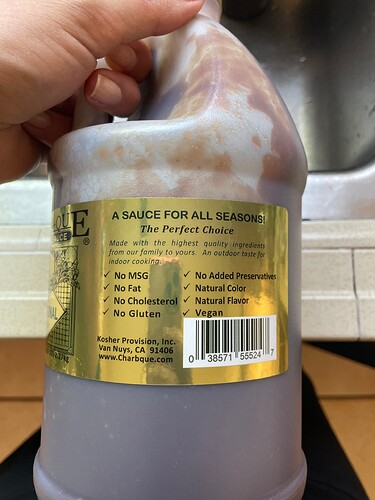 A SAUCE FOR ALL SEASONS!
The Perfect Choice
Made with the highest quality ingredients
from our family to yours. An outdoor taste for
indoor cooking.
✓ No MSG
✓ No Fat
✓ No Cholesterol
✓ No Gluten
✓ No Added Preservatives
✓ Natural Color
✓ Natural Flavor
✓ Vegan
Kosher Provision, Inc.
Van Nuys, CA 91406
www.Charbque.com
0 38571 55524 7